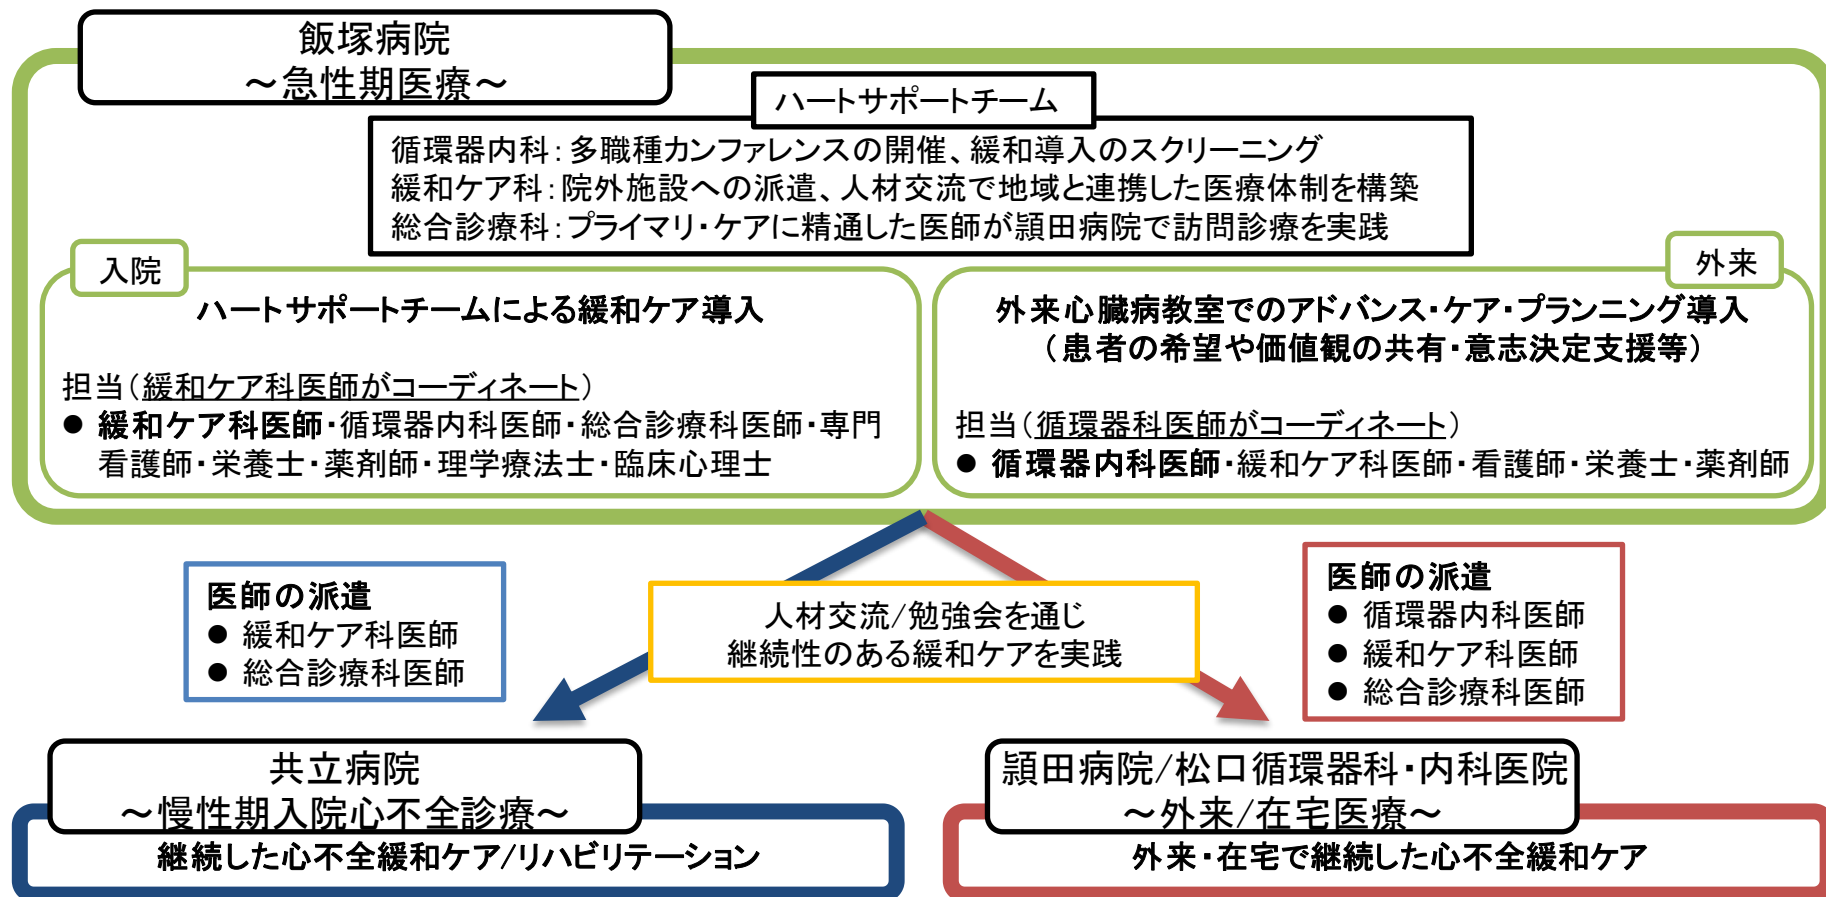 飯塚病院
～急性期医療～
ハートサポートチーム
循環器内科：多職種カンファレンスの開催、緩和導入のスクリーニング
緩和ケア科：院外施設への派遣、人材交流で地域と連携した医療体制を構築
総合診療科：プライマリ・ケアに精通した医師が頴田病院で訪問診療を実践
入院
ハートサポートチームによる緩和ケア導入
担当（緩和ケア科医師がコーディネート）
● 緩和ケア科医師・循環器内科医師・総合診療科医師・専門
看護師・栄養士・薬剤師・理学療法士・臨床心理士
外来
外来心臓病教室でのアドバンス・ケア・プランニング導入
（患者の希望や価値観の共有・意志決定支援等）
担当（循環器科医師がコーディネート）
● 循環器内科医師・緩和ケア科医師・看護師・栄養士・薬剤師
医師の派遣
● 緩和ケア科医師
● 総合診療科医師
人材交流/勉強会を通じ
継続性のある緩和ケアを実践
医師の派遣
● 循環器内科医師
● 緩和ケア科医師
● 総合診療科医師
共立病院
～慢性期入院心不全診療～
継続した心不全緩和ケア/リハビリテーション
頴田病院/松口循環器科・内科医院
～外来/在宅医療～
外来・在宅で継続した心不全緩和ケア